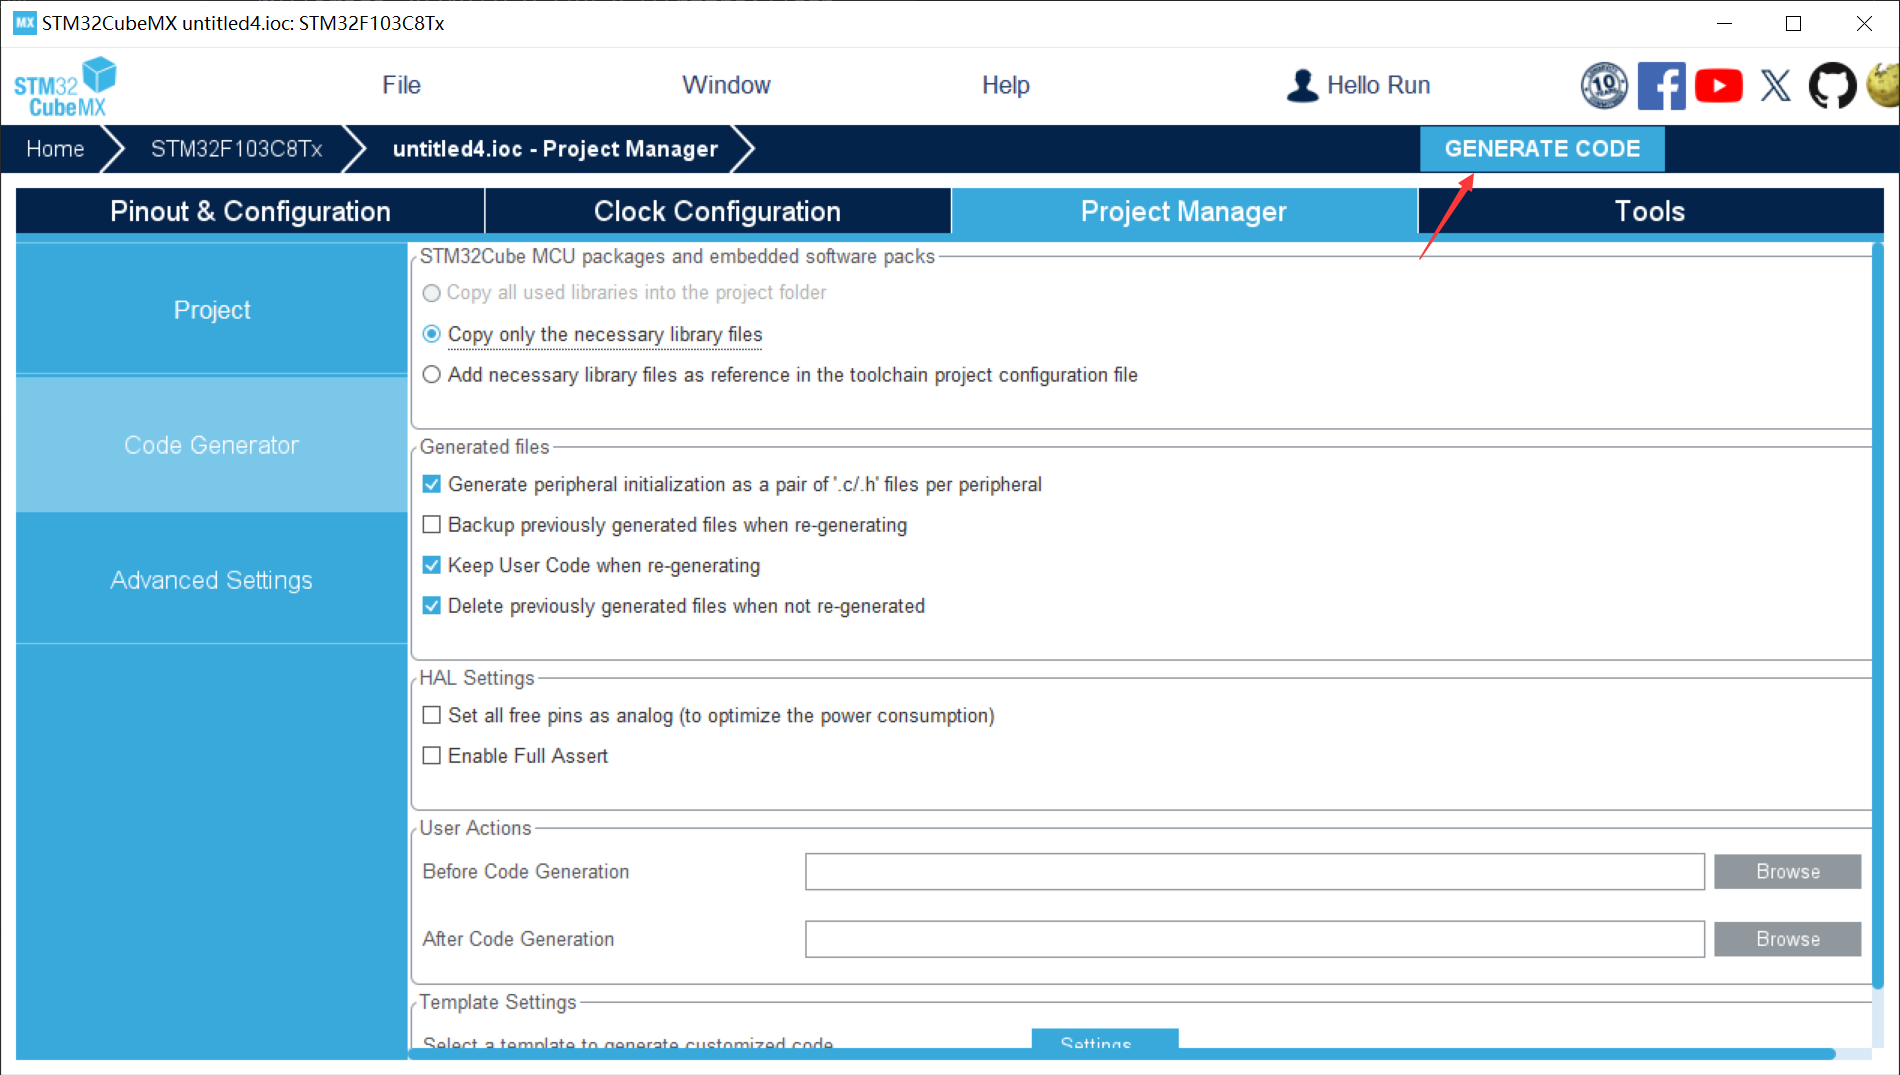 MX STM32CubeMX untitled4.ioc: STM32F103C8Tx
STM32
CubeMX
File
Window
Help
Hello Run
10
Home
STM32F103C8Tx
untitled4.ioc - Project Manager
GENERATE CODE
Pinout & Configuration
Clock Configuration
Project Manager
Tools
Project
Code Generator
Advanced Settings
STM32Cube MCU packages and embedded software packs
Copy all used libraries into the project folder
Copy only the necessary library files
Add necessary library files as reference in the toolchain project configuration file
Generated files
Generate peripheral initialization as a pair of '.c/.h' files per peripheral
Backup previously generated files when re-generating
Keep User Code when re-generating
Delete previously generated files when not re-generated
HAL Settings
Set all free pins as analog (to optimize the power consumption)
Enable Full Assert
User Actions
Before Code Generation
Browse
After Code Generation
Browse
Template Settings
Select a template to generate customized code
Settings